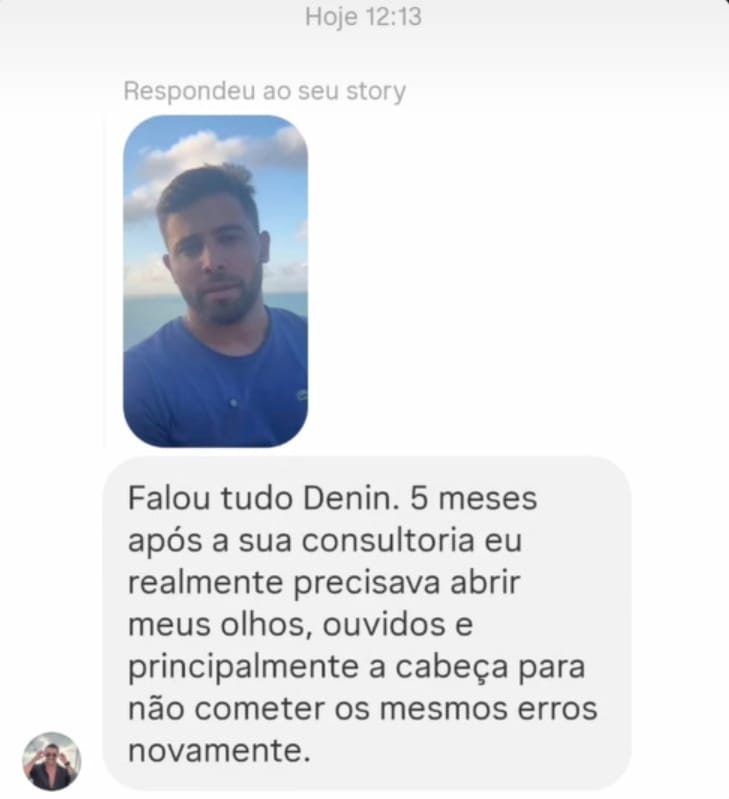 Hoje 12:13
Respondeu ao seu story
Falou tudo Denin. 5 meses
após a sua consultoria eu
realmente precisava abrir
meus olhos, ouvidos e
principalmente a cabeça para
não cometer os mesmos erros
novamente.